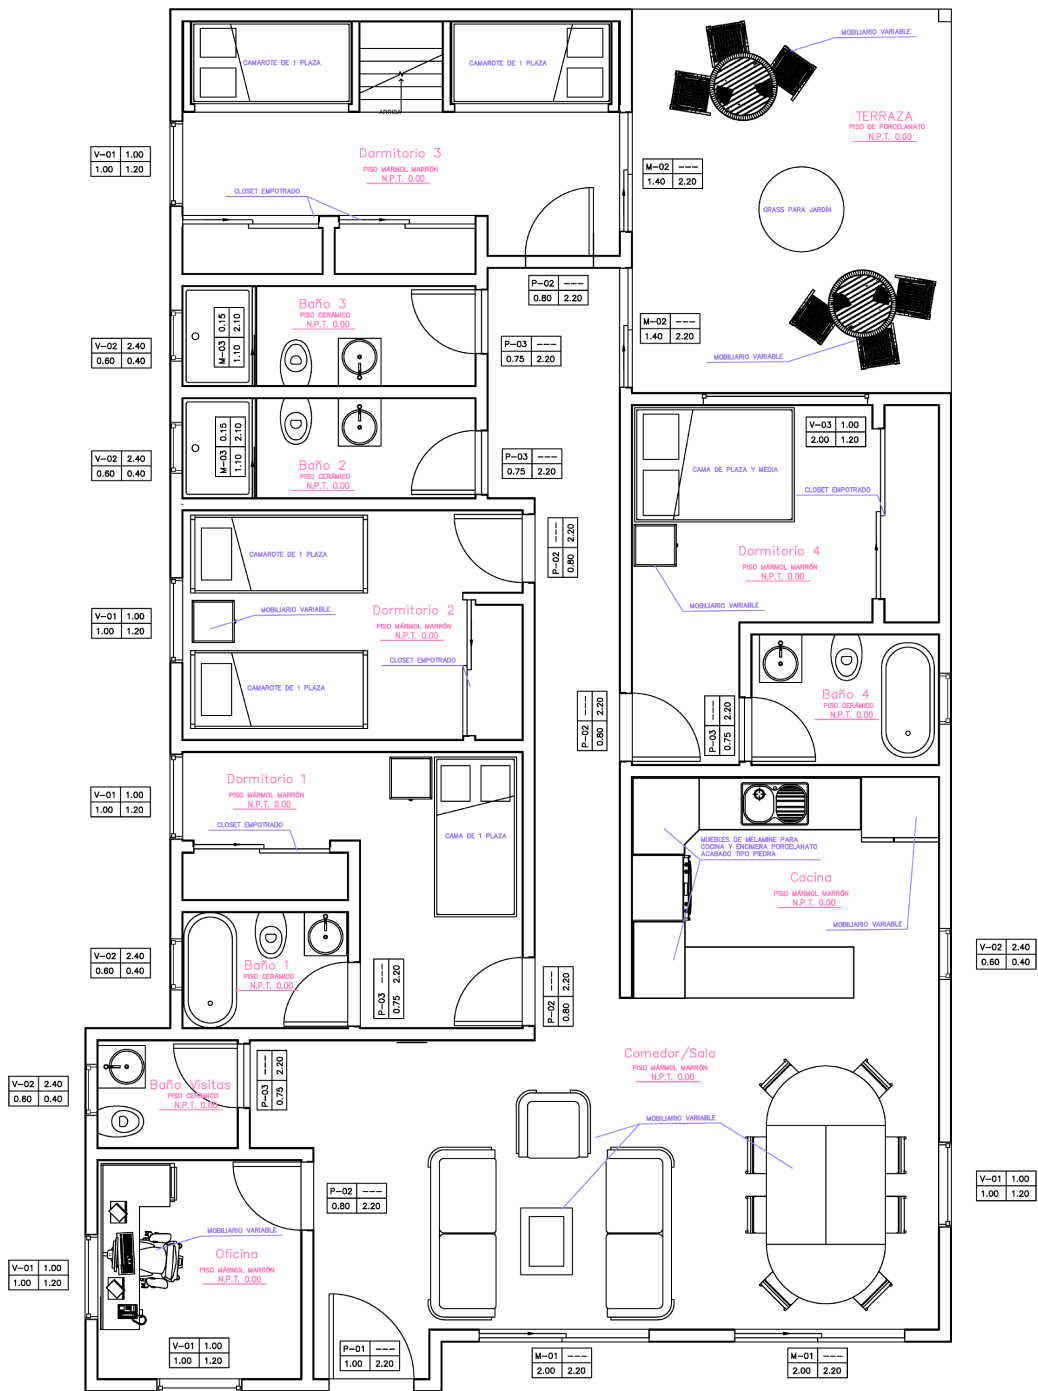 MOBILIARIO VARIABLE
CAMAROTE DE 1 PLAZA
CAMAROTE DE 1 PLAZA
ARRIBA
TERRAZA
PISO DE PORCELANATO
N.P.T. 0.00
V-01 1.00
1.00 1.20
Dormitorio 3
PISO MÁRMOL MARRÓN
N.P.T. 0.00
M-02 ---
1.40 2.20
CLOSET EMPOTRADO
GRASS PARA JARDÍN
P-02 ---
0.80 2.20
Baño 3
PISO CERÁMICO
N.P.T. 0.00
M-03 0.15
1.10 2.10
M-02 ---
1.40 2.20
V-02 2.40
0.60 0.40
P-03 ---
0.75 2.20
MOBILIARIO VARIABLE
V-03 1.00
2.00 1.20
M-03 0.15
1.10 2.10
V-02 2.40
0.60 0.40
Baño 2
PISO CERÁMICO
N.P.T. 0.00
P-03 ---
0.75 2.20
CAMA DE PLAZA Y MEDIA
CLOSET EMPOTRADO
CAMAROTE DE 1 PLAZA
P-02 ---
0.80 2.20
Dormitorio 4
PISO MÁRMOL MARRÓN
N.P.T. 0.00
V-01 1.00
1.00 1.20
MOBILIARIO VARIABLE
Dormitorio 2
PISO MÁRMOL MARRÓN
N.P.T. 0.00
MOBILIARIO VARIABLE
CLOSET EMPOTRADO
CAMAROTE DE 1 PLAZA
P-02 ---
0.80 2.20
P-03 ---
0.75 2.20
Baño 4
PISO CERÁMICO
N.P.T. 0.00
V-01 1.00
1.00 1.20
Dormitorio 1
PISO MÁRMOL MARRÓN
N.P.T. 0.00
CLOSET EMPOTRADO
CAMA DE 1 PLAZA
MUEBLES DE MELAMINE PARA
COCINA Y ENCIMERA PORCELANATO
ACABADO TIPO PIEDRA
Cocina
PISO MÁRMOL MARRÓN
N.P.T. 0.00
MOBILIARIO VARIABLE
V-02 2.40
0.60 0.40
Baño 1
PISO CERÁMICO
N.P.T. 0.00
P-03 ---
0.75 2.20
P-02 ---
0.80 2.20
V-02 2.40
0.60 0.40
Comedor/Sala
PISO MÁRMOL MARRÓN
N.P.T. 0.00
V-02 2.40
0.60 0.40
Baño Visitas
PISO CERÁMICO
N.P.T. 0.00
P-03 ---
0.75 2.20
MOBILIARIO VARIABLE
P-02 ---
0.80 2.20
V-01 1.00
1.00 1.20
MOBILIARIO VARIABLE
Oficina
PISO MÁRMOL MARRÓN
N.P.T. 0.00
V-01 1.00
1.00 1.20
V-01 1.00
1.00 1.20
P-01 ---
1.00 2.20
M-01 ---
2.00 2.20
M-01 ---
2.00 2.20